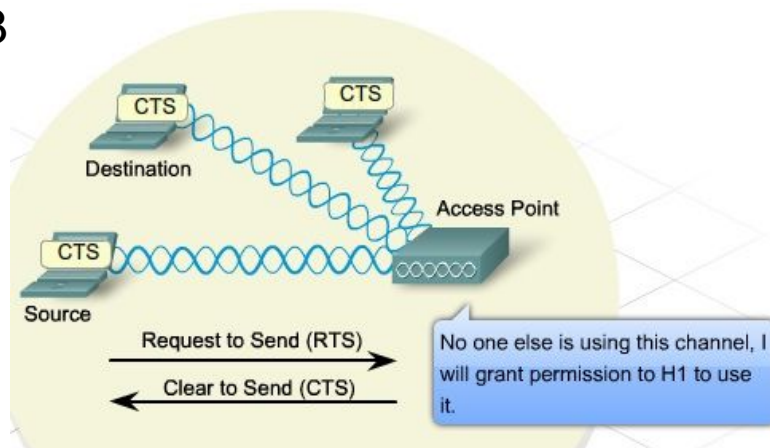 CTS
CTS
Destination
Access Point
CTS
Source
Request to Send (RTS)
Clear to Send (CTS)
No one else is using this channel, I
will grant permission to H1 to use
it.